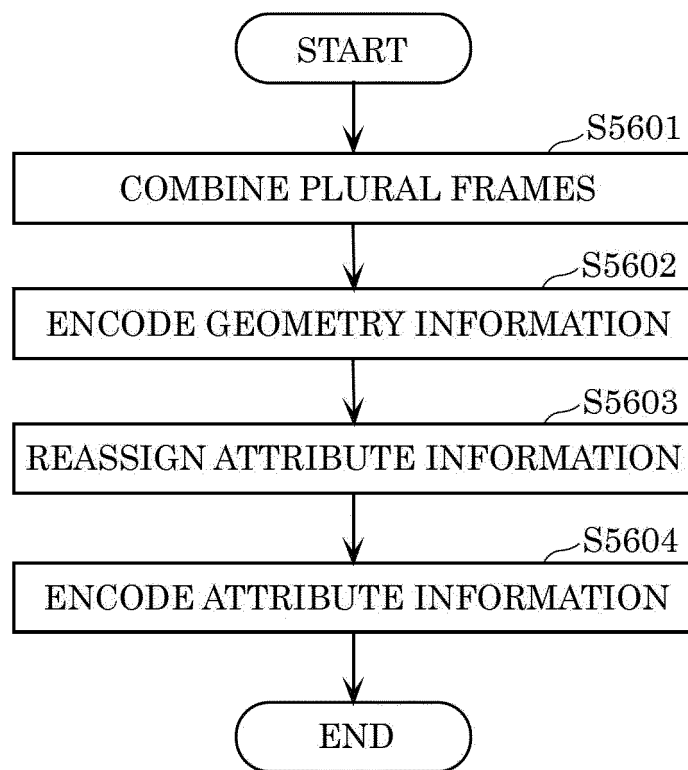 START
S5601
COMBINE PLURAL FRAMES
S5602
ENCODE GEOMETRY INFORMATION
S5603
REASSIGN ATTRIBUTE INFORMATION
S5604
ENCODE ATTRIBUTE INFORMATION
END